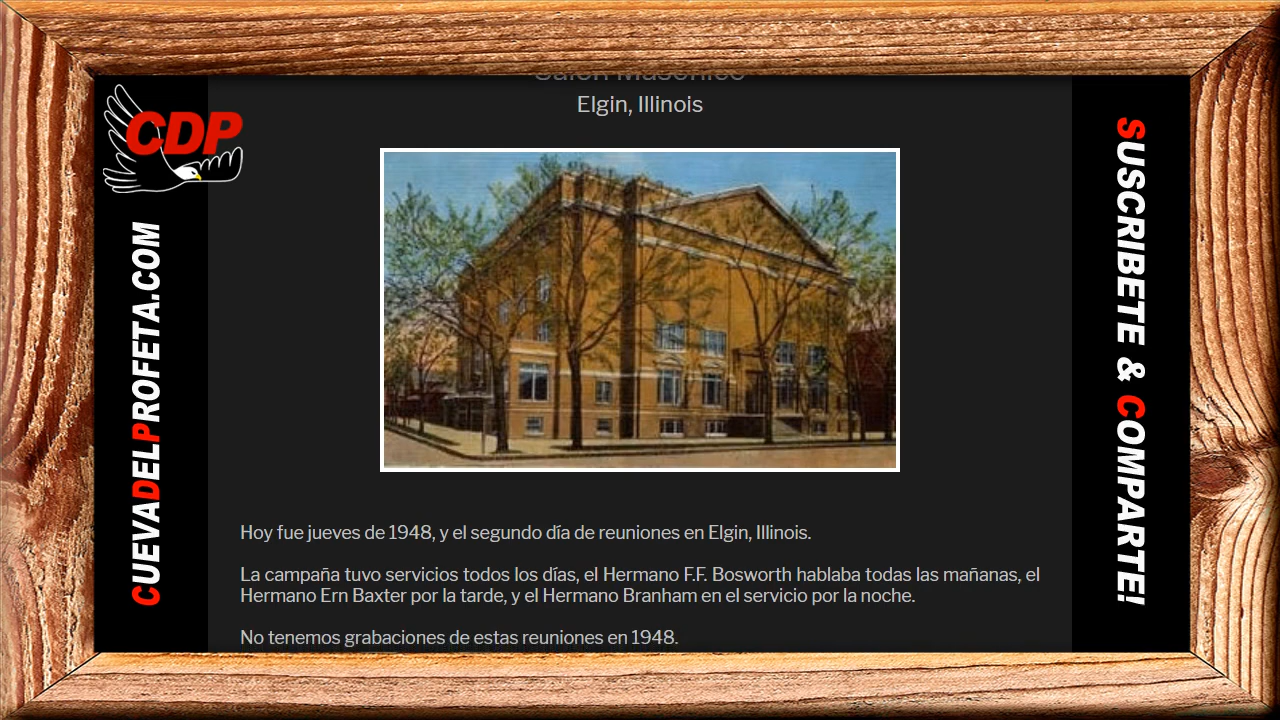 Salón Masónico
Elgin, Illinois
CDP
CUEVADELPROFETA.COM
SUSCRIBETE & COMPARTE!
Hoy fue jueves de 1948, y el segundo día de reuniones en Elgin, Illinois.
La campaña tuvo servicios todos los días, el Hermano F.F. Bosworth hablaba todas las mañanas, el
Hermano Ern Baxter por la tarde, y el Hermano Branham en el servicio por la noche.
No tenemos grabaciones de estas reuniones en 1948.